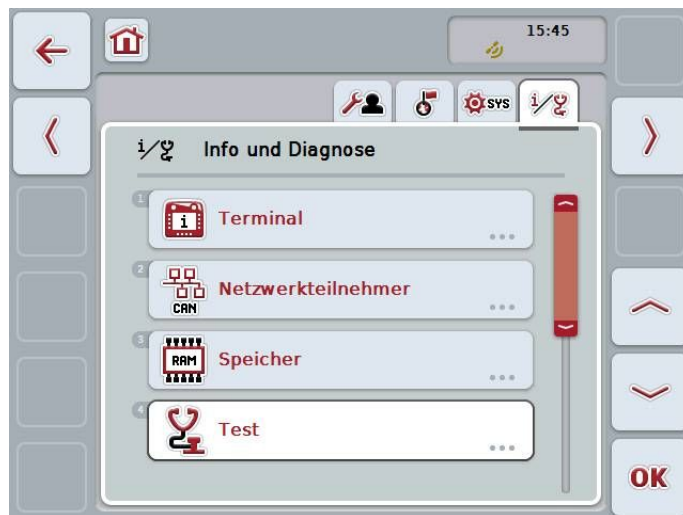 15:45
SYS
i/
i/ Info und Diagnose
1
i
Terminal
2
CAN
Netzwerkteilnehmer
3
RAM
Speicher
4
Test
OK